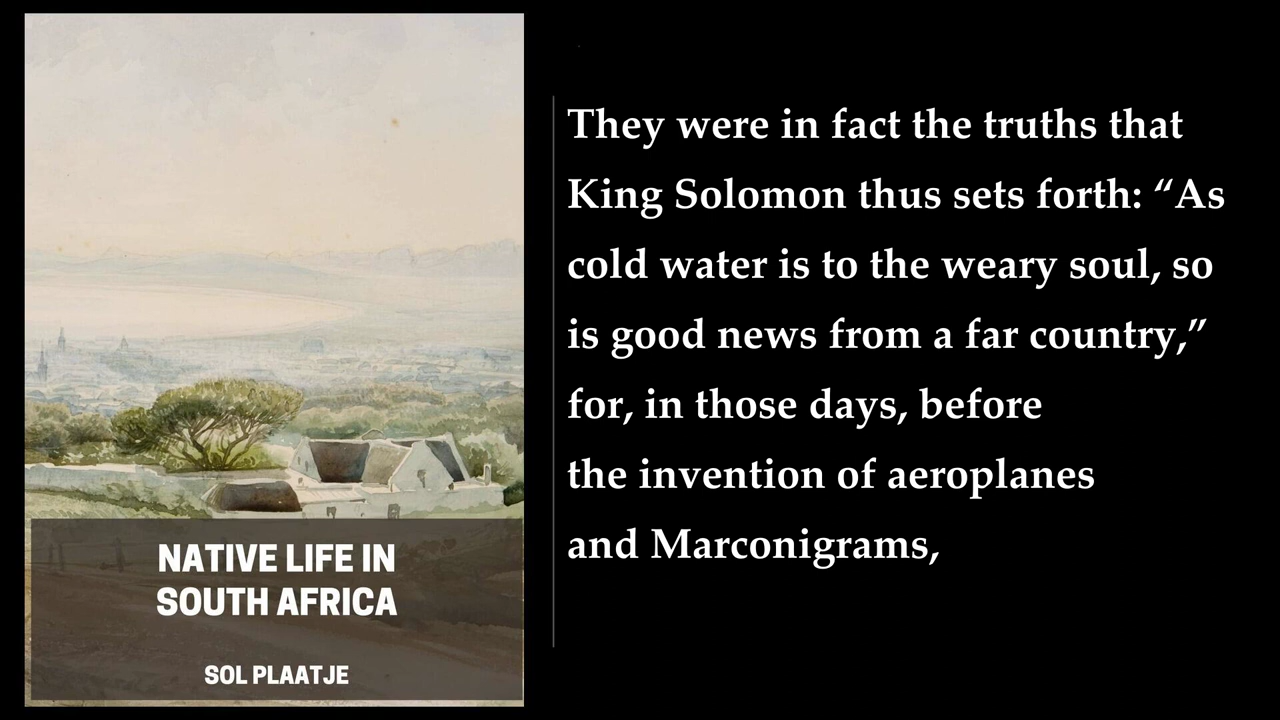 NATIVE LIFE IN
SOUTH AFRICA
SOL PLAATJE
They were in fact the truths that
King Solomon thus sets forth: “As
cold water is to the weary soul, so
is good news from a far country,”
for, in those days, before
the invention of aeroplanes
and Marconigrams,